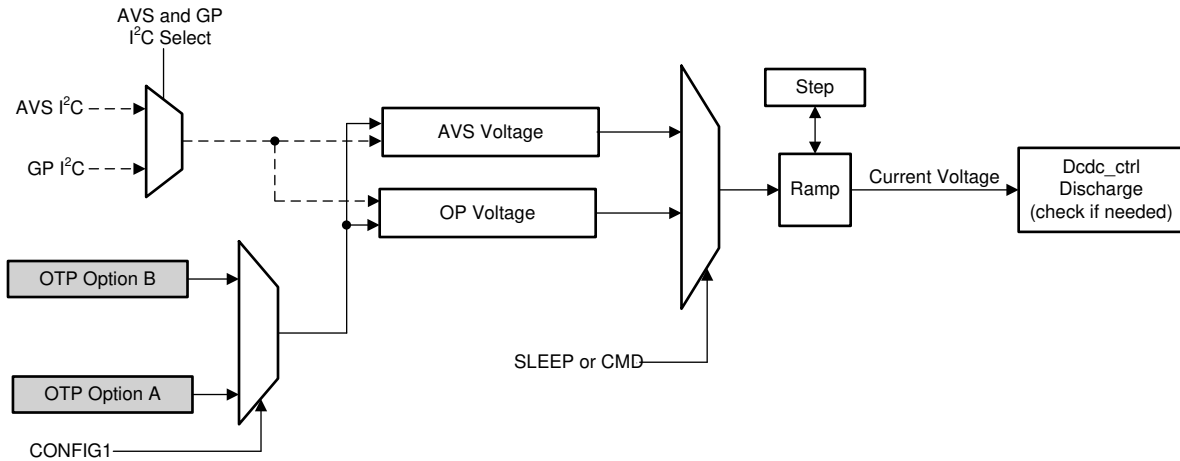 AVS and GP
I²C Select
AVS I²C
GP I²C
AVS Voltage
OP Voltage
Step
Ramp
Current Voltage
Dcdc_ctrl
Discharge
(check if needed)
OTP Option B
OTP Option A
SLEEP or CMD
CONFIG1